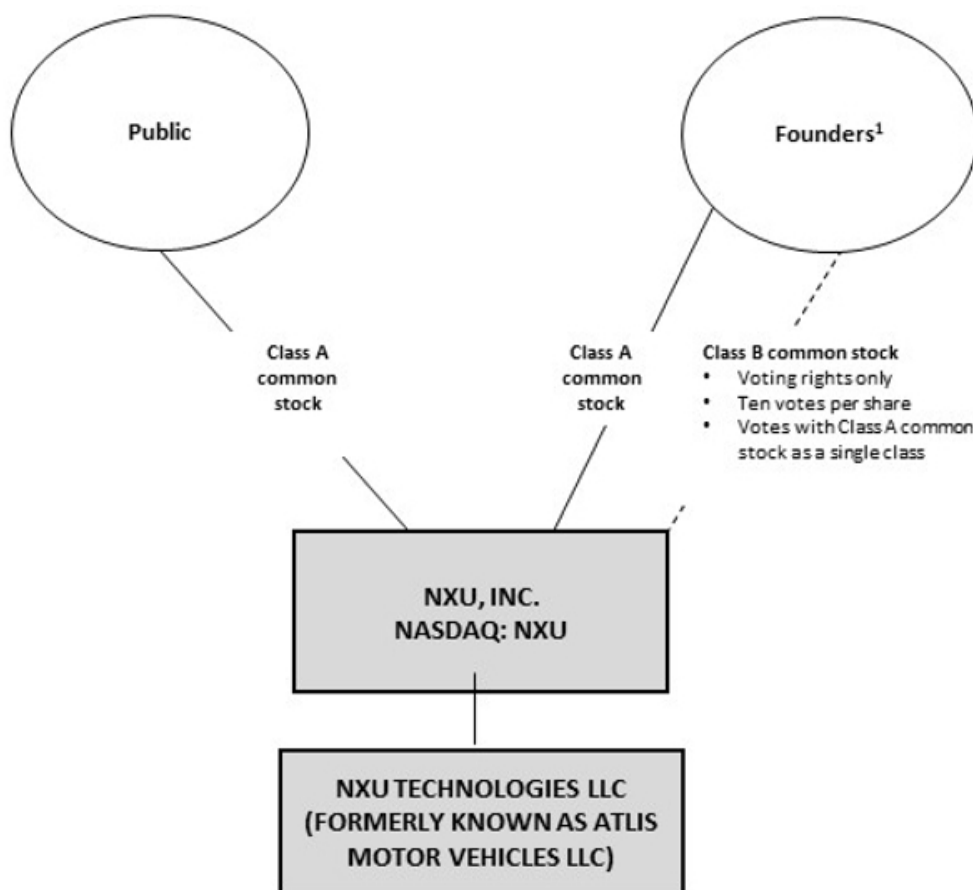 Public
Founders¹
Class A
common
stock
Class A
common
stock
Class B common stock
• Voting rights only
• Ten votes per share
• Votes with Class A common
stock as a single class
NXU, INC.
NASDAQ: NXU
NXU TECHNOLOGIES LLC
(FORMERLY KNOWN AS ATLIS
MOTOR VEHICLES LLC)